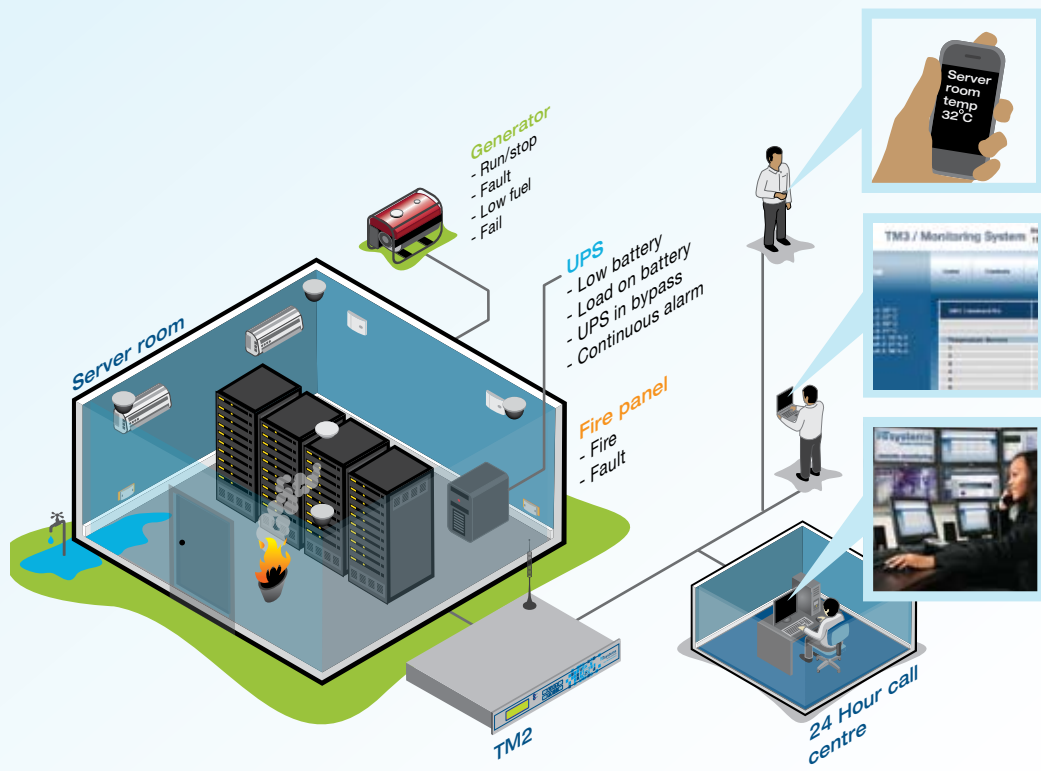 Server
room
temp
32°C
Generator
- Run/stop
- Fault
- Low fuel
- Fail
TM3 / Monitoring System
UPS
- Low battery
- Load on battery
- UPS in bypass
- Continuous alarm
Server room
Fire panel
- Fire
- Fault
systems
TM2
24 Hour call
centre